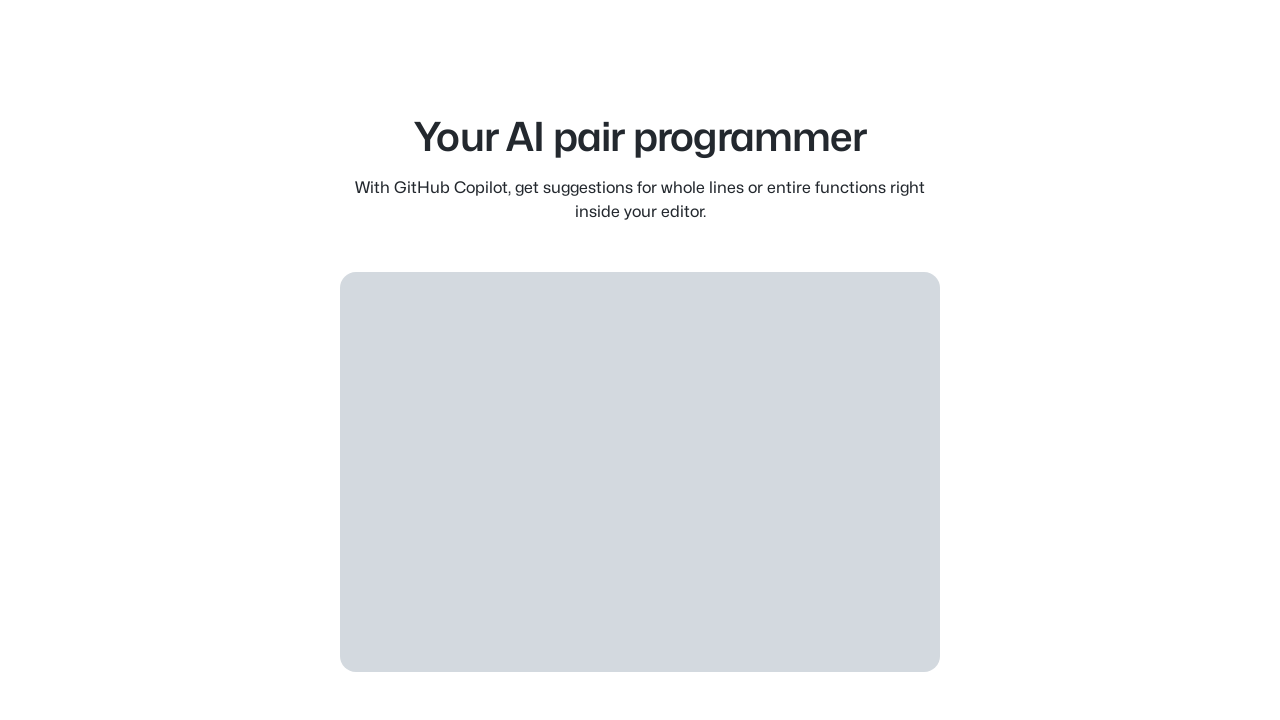 Your AI pair programmer
With GitHub Copilot, get suggestions for whole lines or entire functions right
inside your editor.